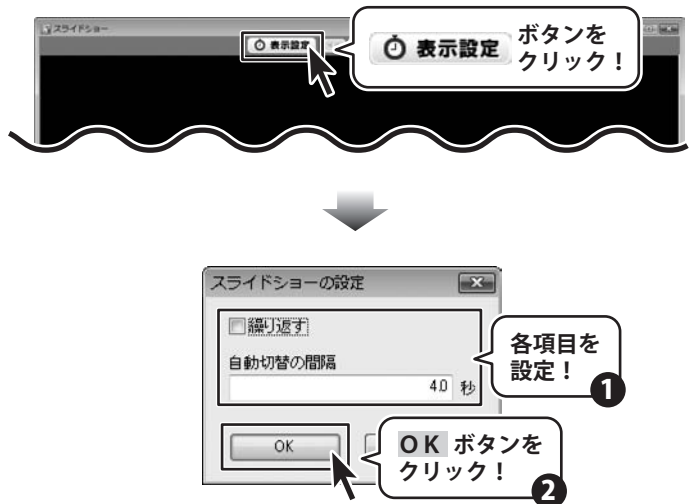 スライドショー
表示設定
表示設定 ボタンを
クリック！
スライドショーの設定
繰り返す
自動切替の間隔
4.0 秒
各項目を
設定！
1
OK
ＯＫ ボタンを
クリック！
2